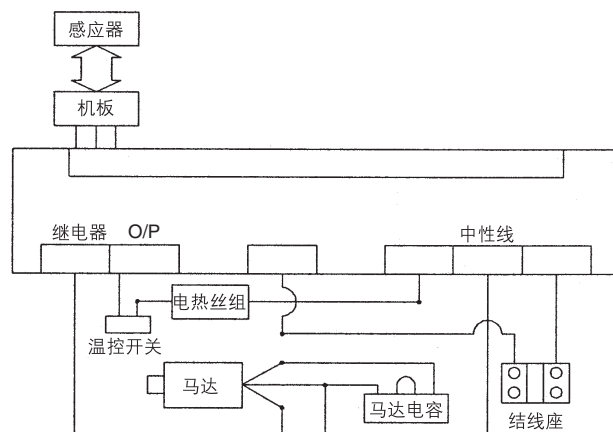 感应器
机板
继电器 O/P
中性线
电热丝组
温控开关
马达
马达电容
结线座